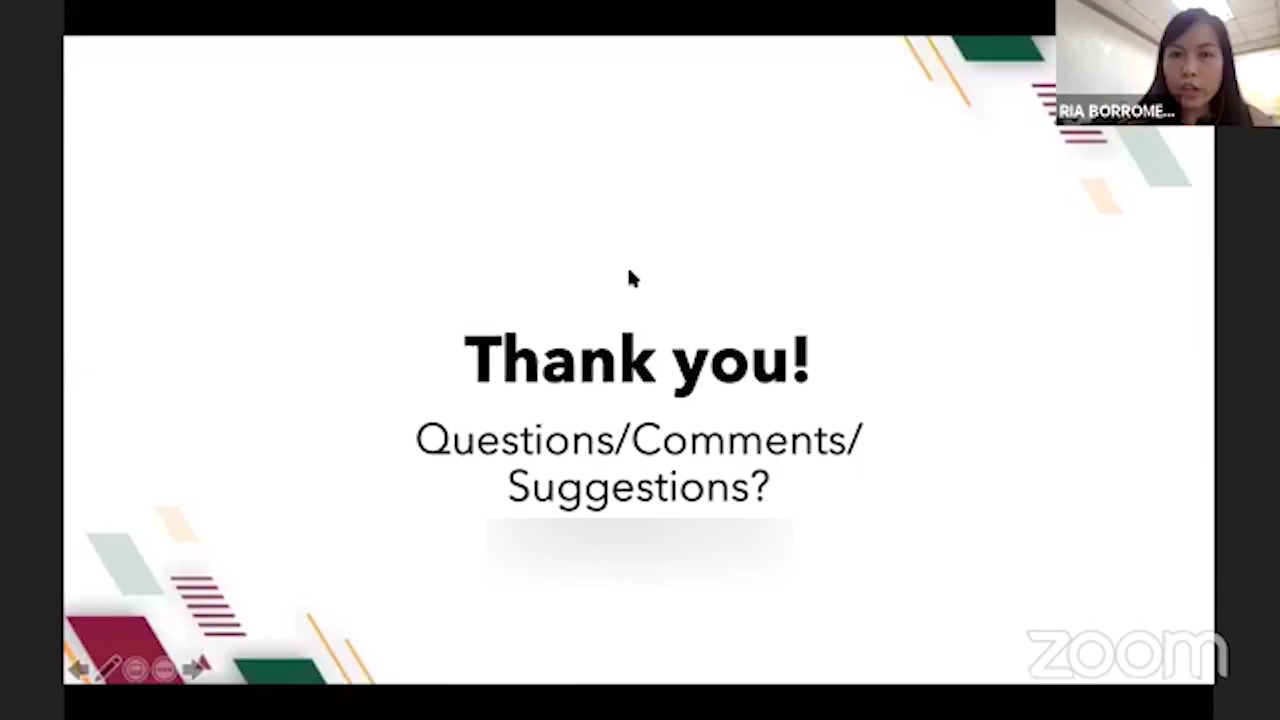 RIA BORROME...
Thank you!
Questions/Comments/
Suggestions?
zoom